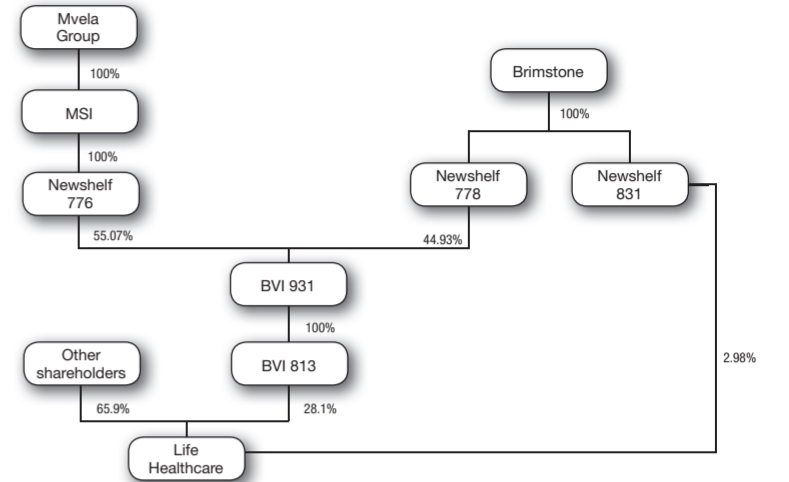 Mvela
Group
100%
MSI
100%
Newshelf
776
55.07%
Brimstone
100%
Newshelf
778
Newshelf
831
44.93%
BVI 931
100%
BVI 813
Other
shareholders
65.9%
28.1%
2.98%
Life
Healthcare